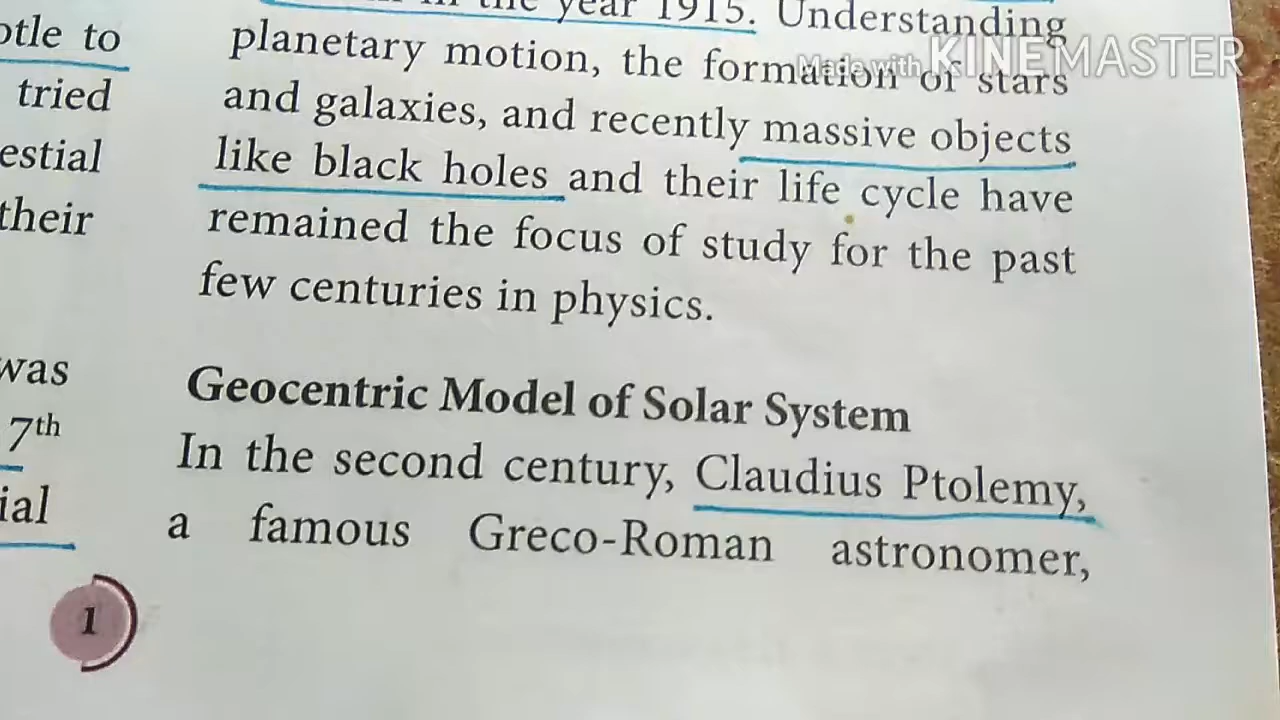 otle to
tried
estial
their
was
7th
ial
in the year 1915. Understanding
planetary motion, the formation of stars
and galaxies, and recently massive objects
like black holes and their life cycle have
remained the focus of study for the past
few centuries in physics.
Geocentric Model of Solar System
In the second century, Claudius Ptolemy,
a famous Greco-Roman astronomer,
1
Made with KINEMASTER